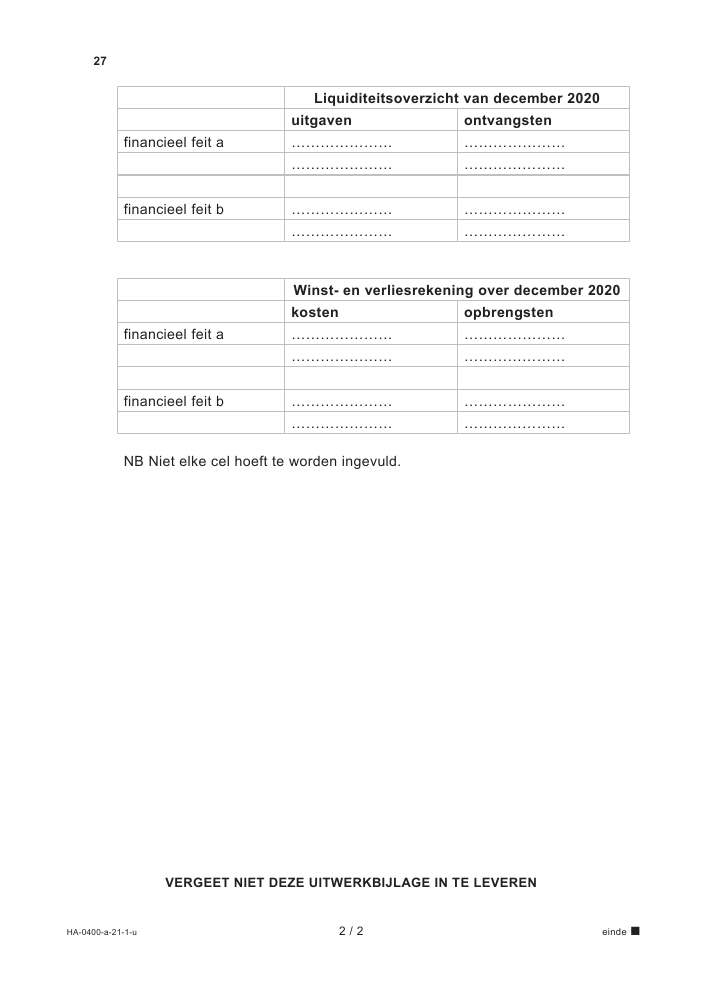 27
Liquiditeitsoverzicht van december 2020
uitgaven ontvangsten
financieel feit a ………………… …………………
………………… …………………
financieel feit b ………………… …………………
………………… …………………
Winst- en verliesrekening over december 2020
kosten opbrengsten
financieel feit a ………………… …………………
………………… …………………
financieel feit b ………………… …………………
………………… …………………
NB Niet elke cel hoeft te worden ingevuld.
VERGEET NIET DEZE UITWERKBIJLAGE IN TE LEVEREN
HA-0400-a-21-1-u 2 / 2 einde ■